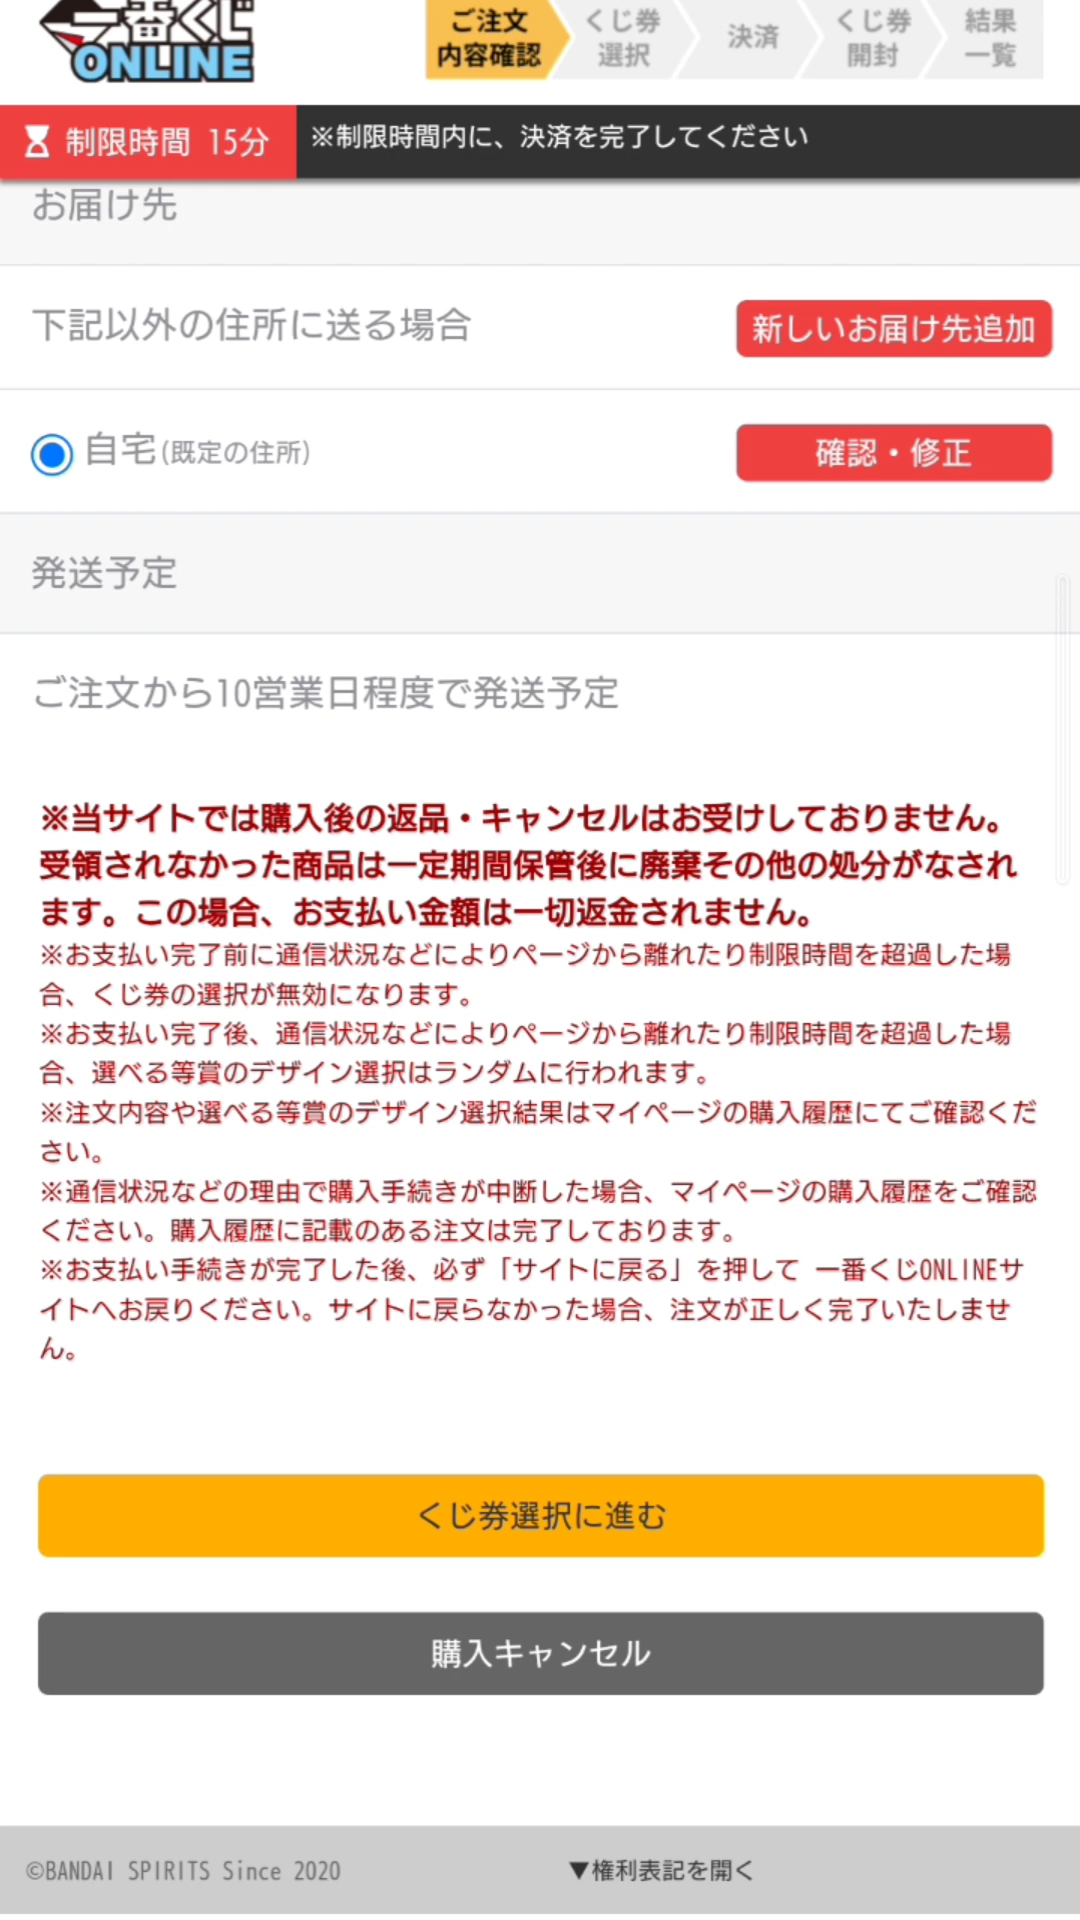 一番くじ
ONLINE
ご注文
内容確認
くじ券
選択
決済
くじ券
開封
結果
一覧
制限時間 15分
※制限時間内に、決済を完了してください
お届け先
下記以外の住所に送る場合
新しいお届け先追加
自宅(既定の住所)
確認・修正
発送予定
ご注文から10営業日程度で発送予定
※当サイトでは購入後の返品・キャンセルはお受けしておりません。
受領されなかった商品は一定期間保管後に廃棄その他の処分がなされ
ます。この場合、お支払い金額は一切返金されません。
※お支払い完了前に通信状況などによりページから離れたり制限時間を超過した場
合、くじ券の選択が無効になります。
※お支払い完了後、通信状況などによりページから離れたり制限時間を超過した場
合、選べる等賞のデザイン選択はランダムに行われます。
※注文内容や選べる等賞のデザイン選択結果はマイページの購入履歴にてご確認くだ
さい。
※通信状況などの理由で購入手続きが中断した場合、マイページの購入履歴をご確認
ください。購入履歴に記載のある注文は完了しております。
※お支払い手続きが完了した後、必ず「サイトに戻る」を押して 一番くじONLINEサ
イトへお戻りください。サイトに戻らなかった場合、注文が正しく完了いたしませ
ん。
くじ券選択に進む
購入キャンセル
©BANDAI SPIRITS Since 2020
▼権利表記を開く